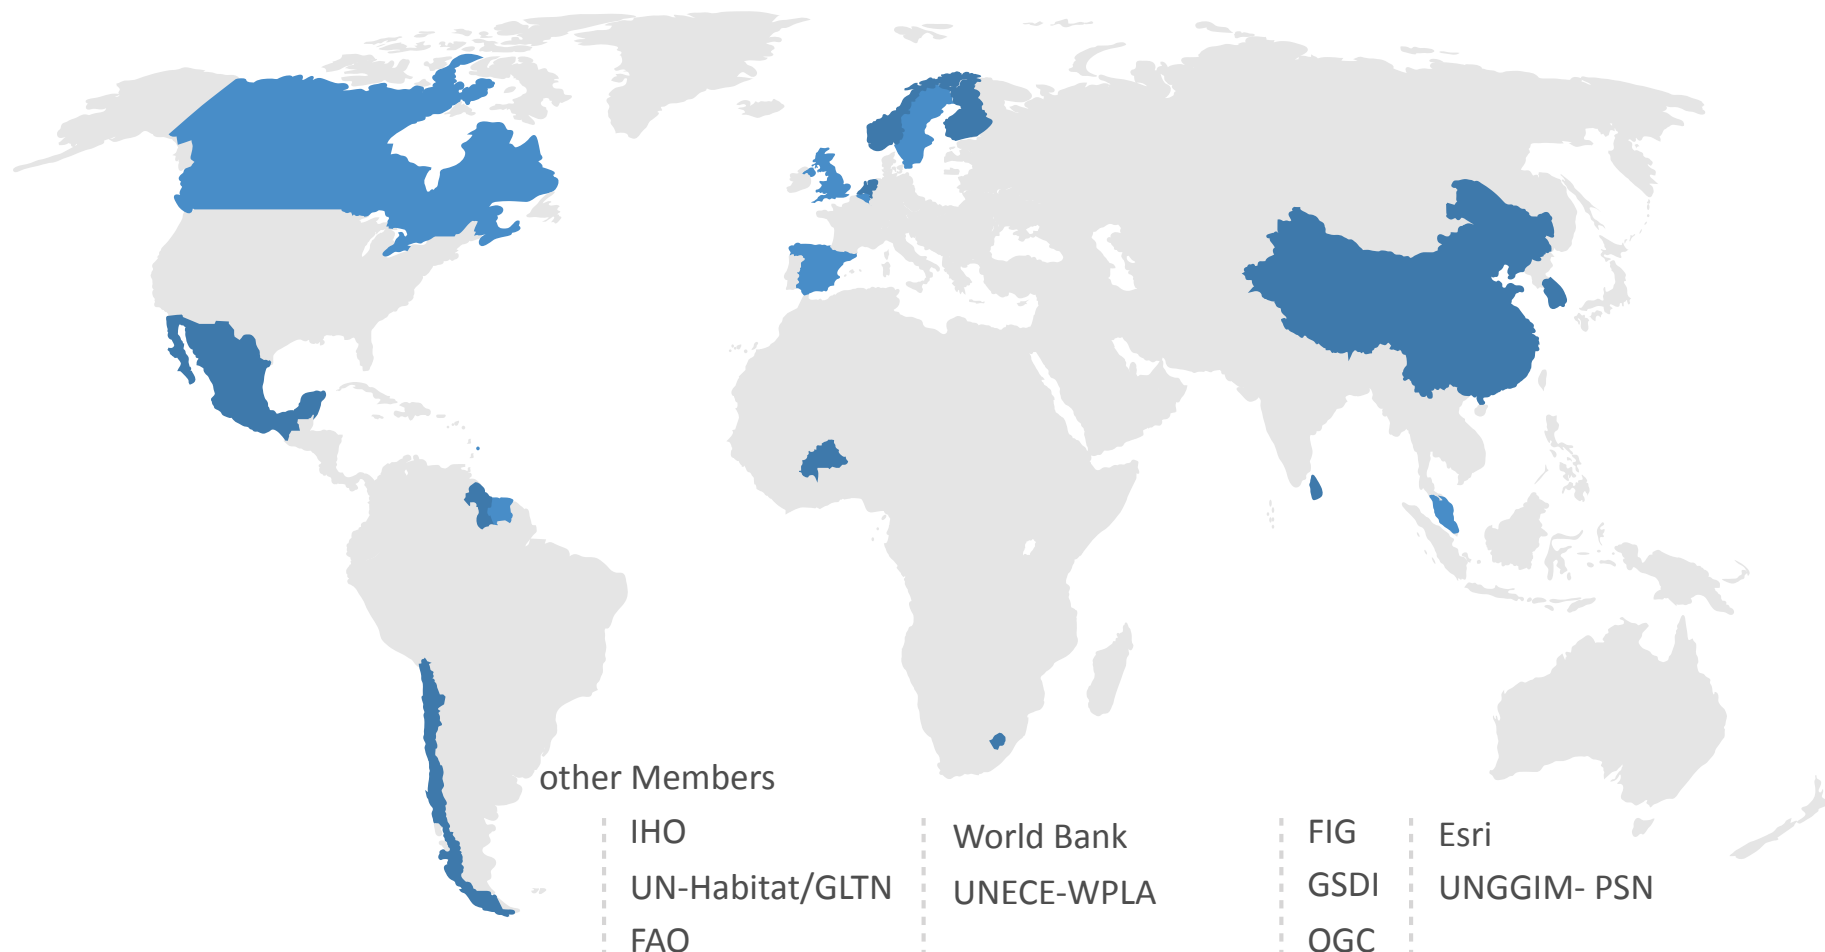 other Members
IHO
UN-Habitat/GLTN
FAO
World Bank
UNECE-WPLA
FIG
GSDI
OGC
Esri
UNGGIM- PSN